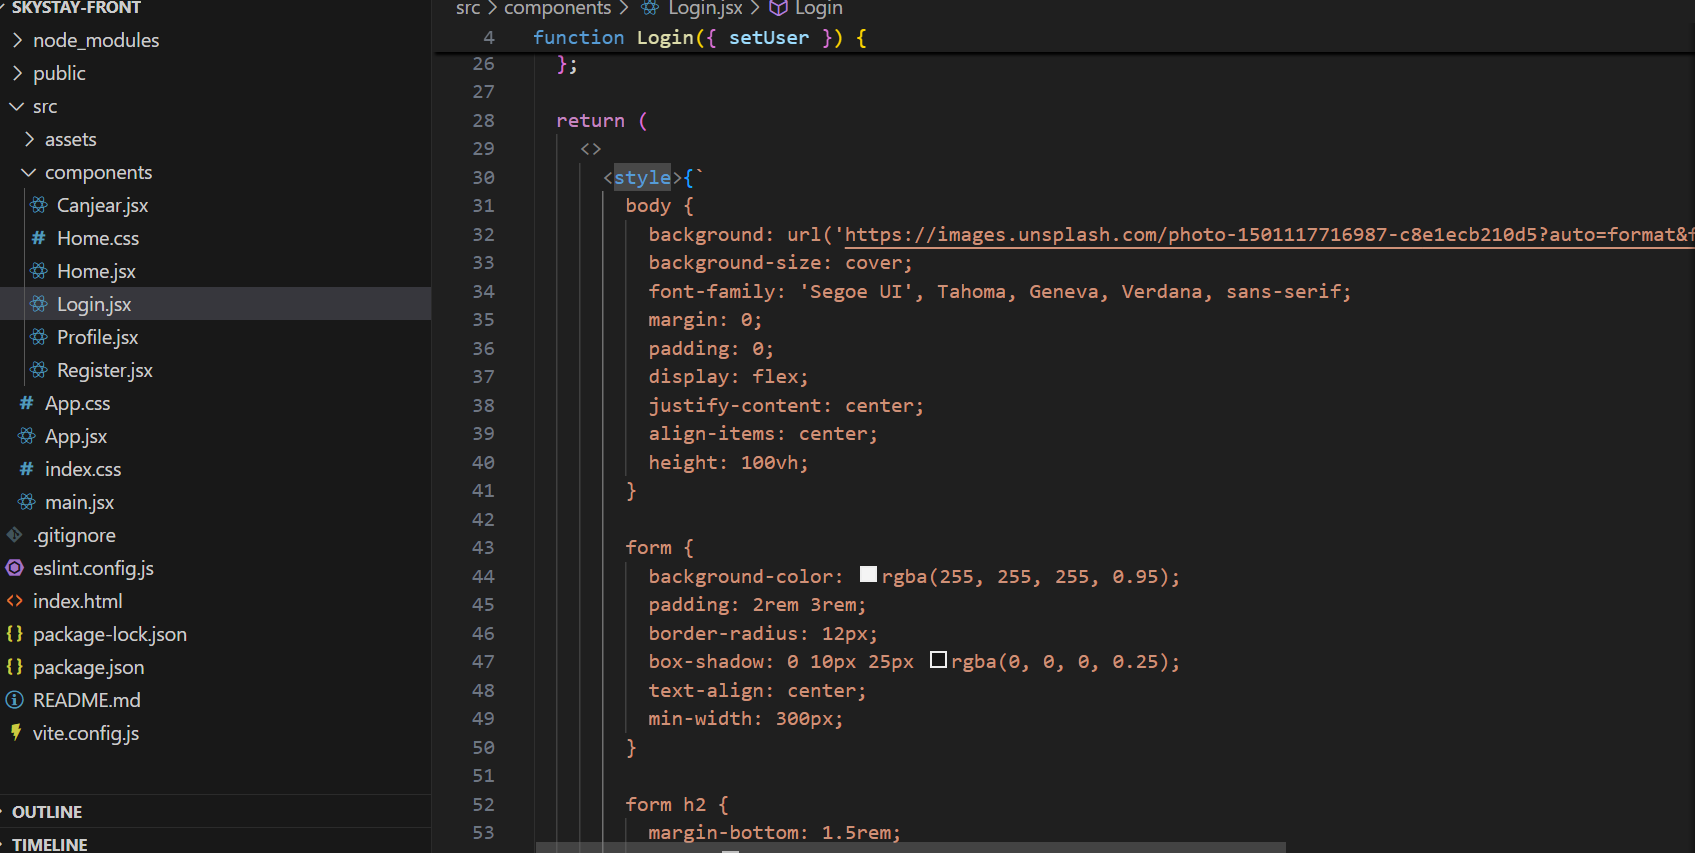 SKYSTAY-FRONT
node_modules
public
src
assets
components
Canjear.jsx
# Home.css
Home.jsx
Login.jsx
Profile.jsx
Register.jsx
# App.css
App.jsx
# index.css
main.jsx
.gitignore
eslint.config.js
<> index.html
{} package-lock.json
{} package.json
README.md
vite.config.js
OUTLINE
TIMELINE
src > components > Login.jsx > Login
4 function Login({ setUser }) {
26 };
27
28 return (
29 <>
30 <style>{`
31 body {
32 background: url('https://images.unsplash.com/photo-1501117716987-c8e1ecb210d5?auto=format&f
33 background-size: cover;
34 font-family: 'Segoe UI', Tahoma, Geneva, Verdana, sans-serif;
35 margin: 0;
36 padding: 0;
37 display: flex;
38 justify-content: center;
39 align-items: center;
40 height: 100vh;
41 }
42
43 form {
44 background-color: rgba(255, 255, 255, 0.95);
45 padding: 2rem 3rem;
46 border-radius: 12px;
47 box-shadow: 0 10px 25px rgba(0, 0, 0, 0.25);
48 text-align: center;
49 min-width: 300px;
50 }
51
52 form h2 {
53 margin-bottom: 1.5rem;